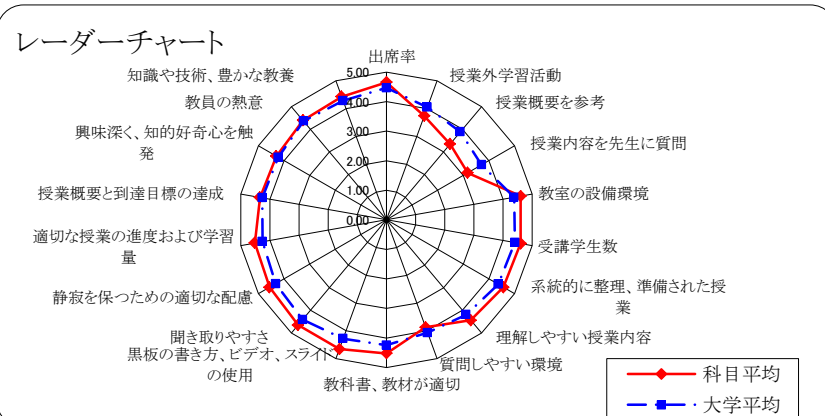 レーダーチャート
出席率
授業外学習活動
授業概要を参考
授業内容を先生に質問
教室の設備環境
受講学生数
系統的に整理、準備された授
業
理解しやすい授業内容
質問しやすい環境
教科書、教材が適切
黒板の書き方、ビデオ、スライド
の使用
聞き取りやすさ
静寂を保つための適切な配慮
適切な授業の進度および学習
量
授業概要と到達目標の達成
興味深く、知的好奇心を触
発
教員の熱意
知識や技術、豊かな教養
5.00
4.00
3.00
2.00
1.00
0.00
科目平均
大学平均